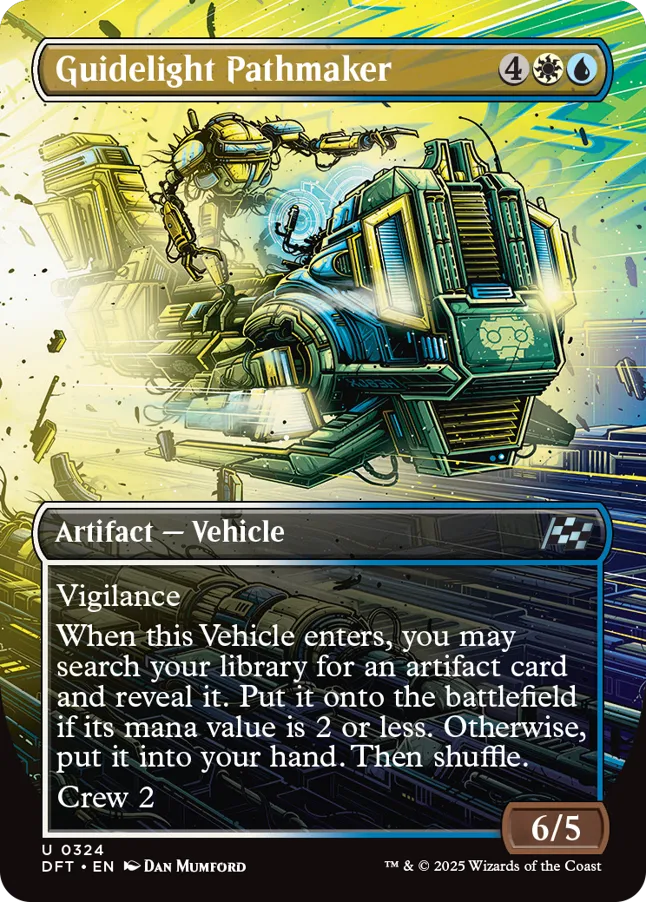 Guidelight Pathmaker 4
Artifact — Vehicle
Vigilance
When this Vehicle enters, you may
search your library for an artifact card
and reveal it. Put it onto the battlefield
if its mana value is 2 or less. Otherwise,
put it into your hand. Then shuffle.
Crew 2
6/5
U 0324
DFT • EN Dan Mumford
™ & © 2025 Wizards of the Coast